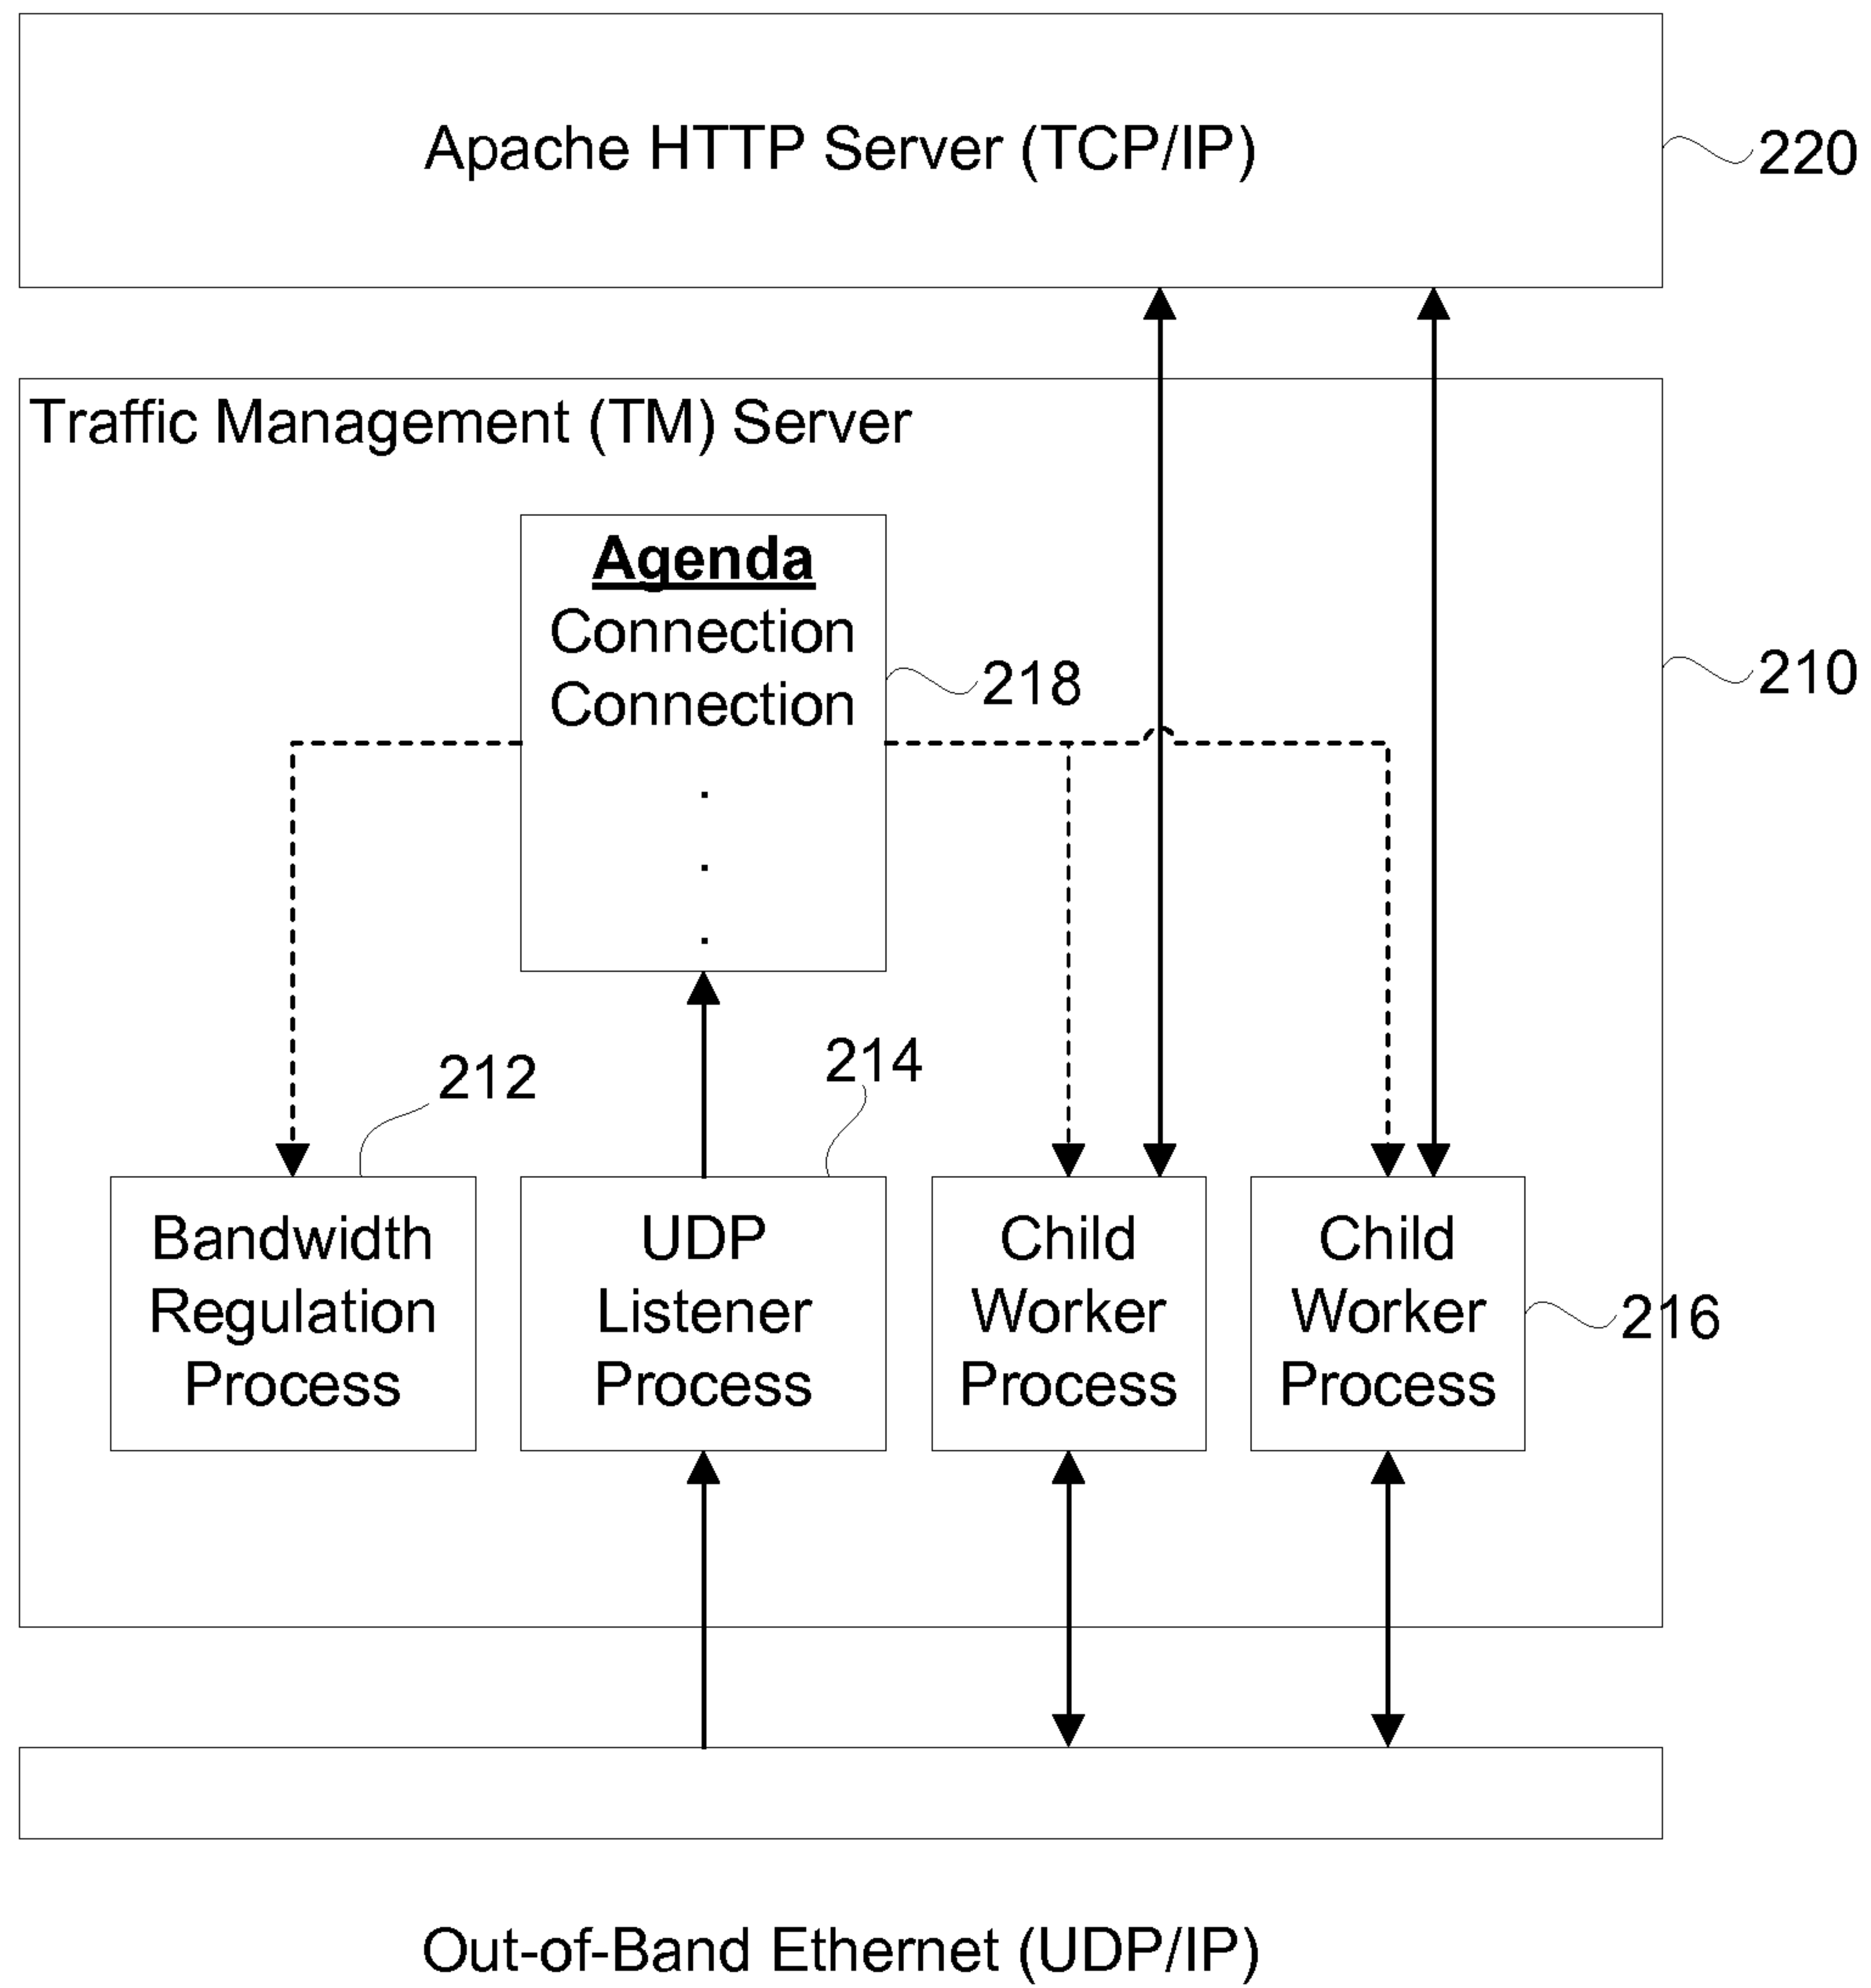 Apache HTTP Server (TCP/IP)
220
Traffic Management (TM) Server
Agenda
Connection
Connection
.
.
.
218
210
212
214
Bandwidth
Regulation
Process
UDP
Listener
Process
Child
Worker
Process
Child
Worker
Process
216
Out-of-Band Ethernet (UDP/IP)